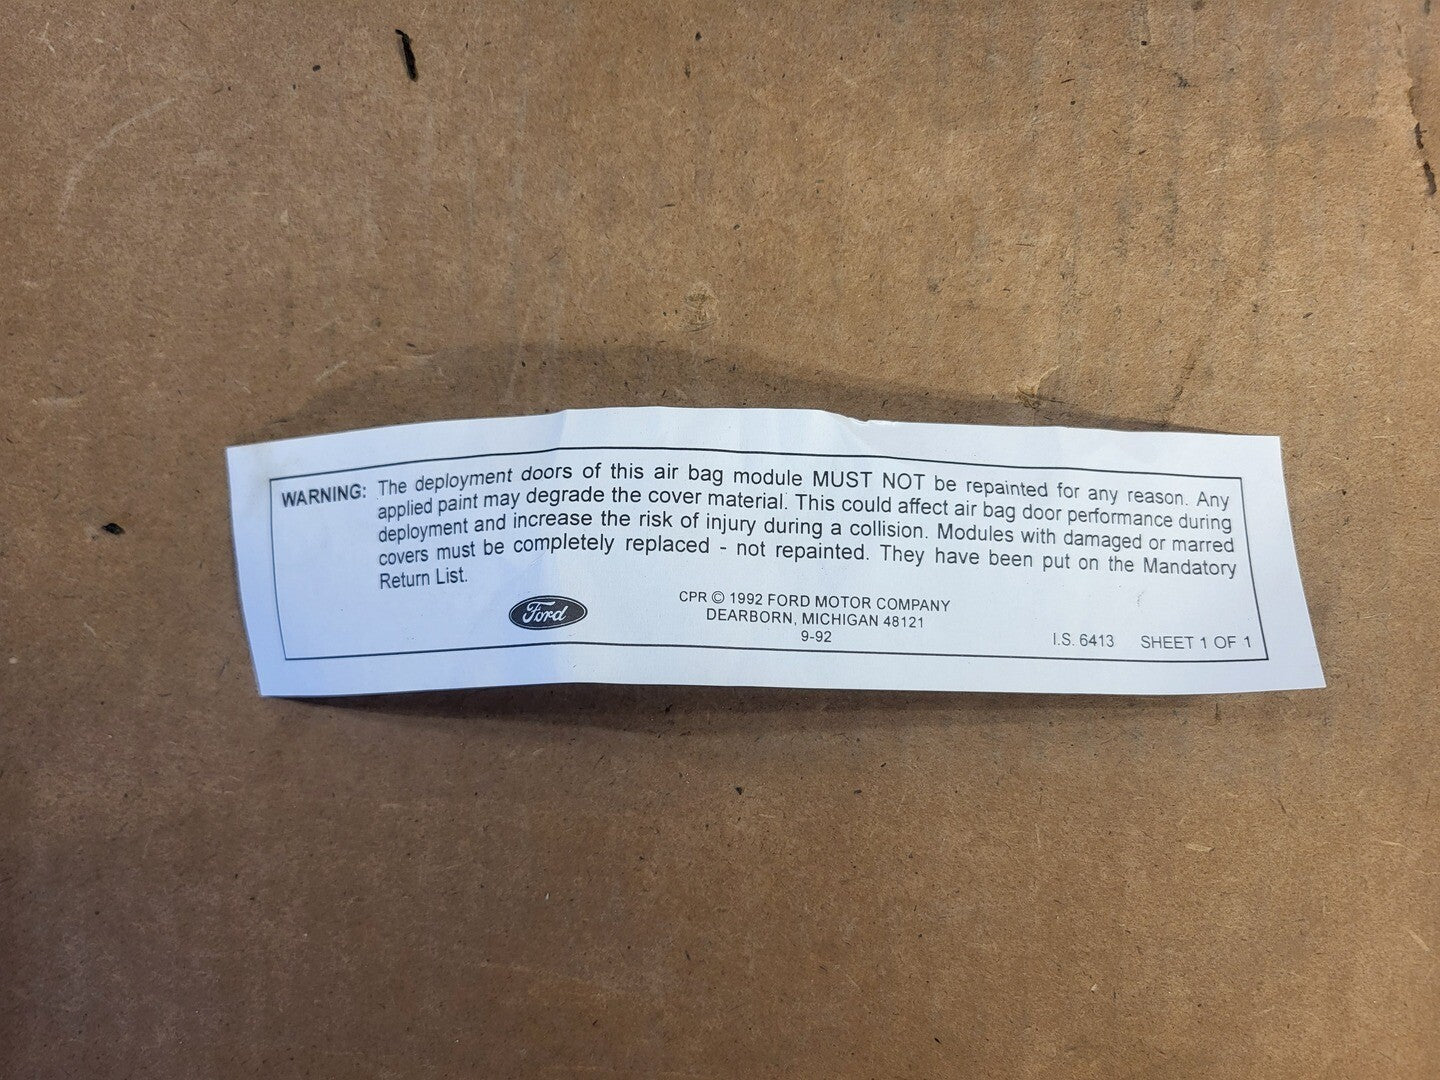 WARNING: The deployment doors of this air bag module MUST NOT be repainted for any reason. Any
applied paint may degrade the cover material. This could affect air bag door performance during
deployment and increase the risk of injury during a collision. Modules with damaged or marred
covers must be completely replaced - not repainted. They have been put on the Mandatory
Return List.
Ford
CPR © 1992 FORD MOTOR COMPANY
DEARBORN, MICHIGAN 48121
9-92
I.S. 6413 SHEET 1 OF 1